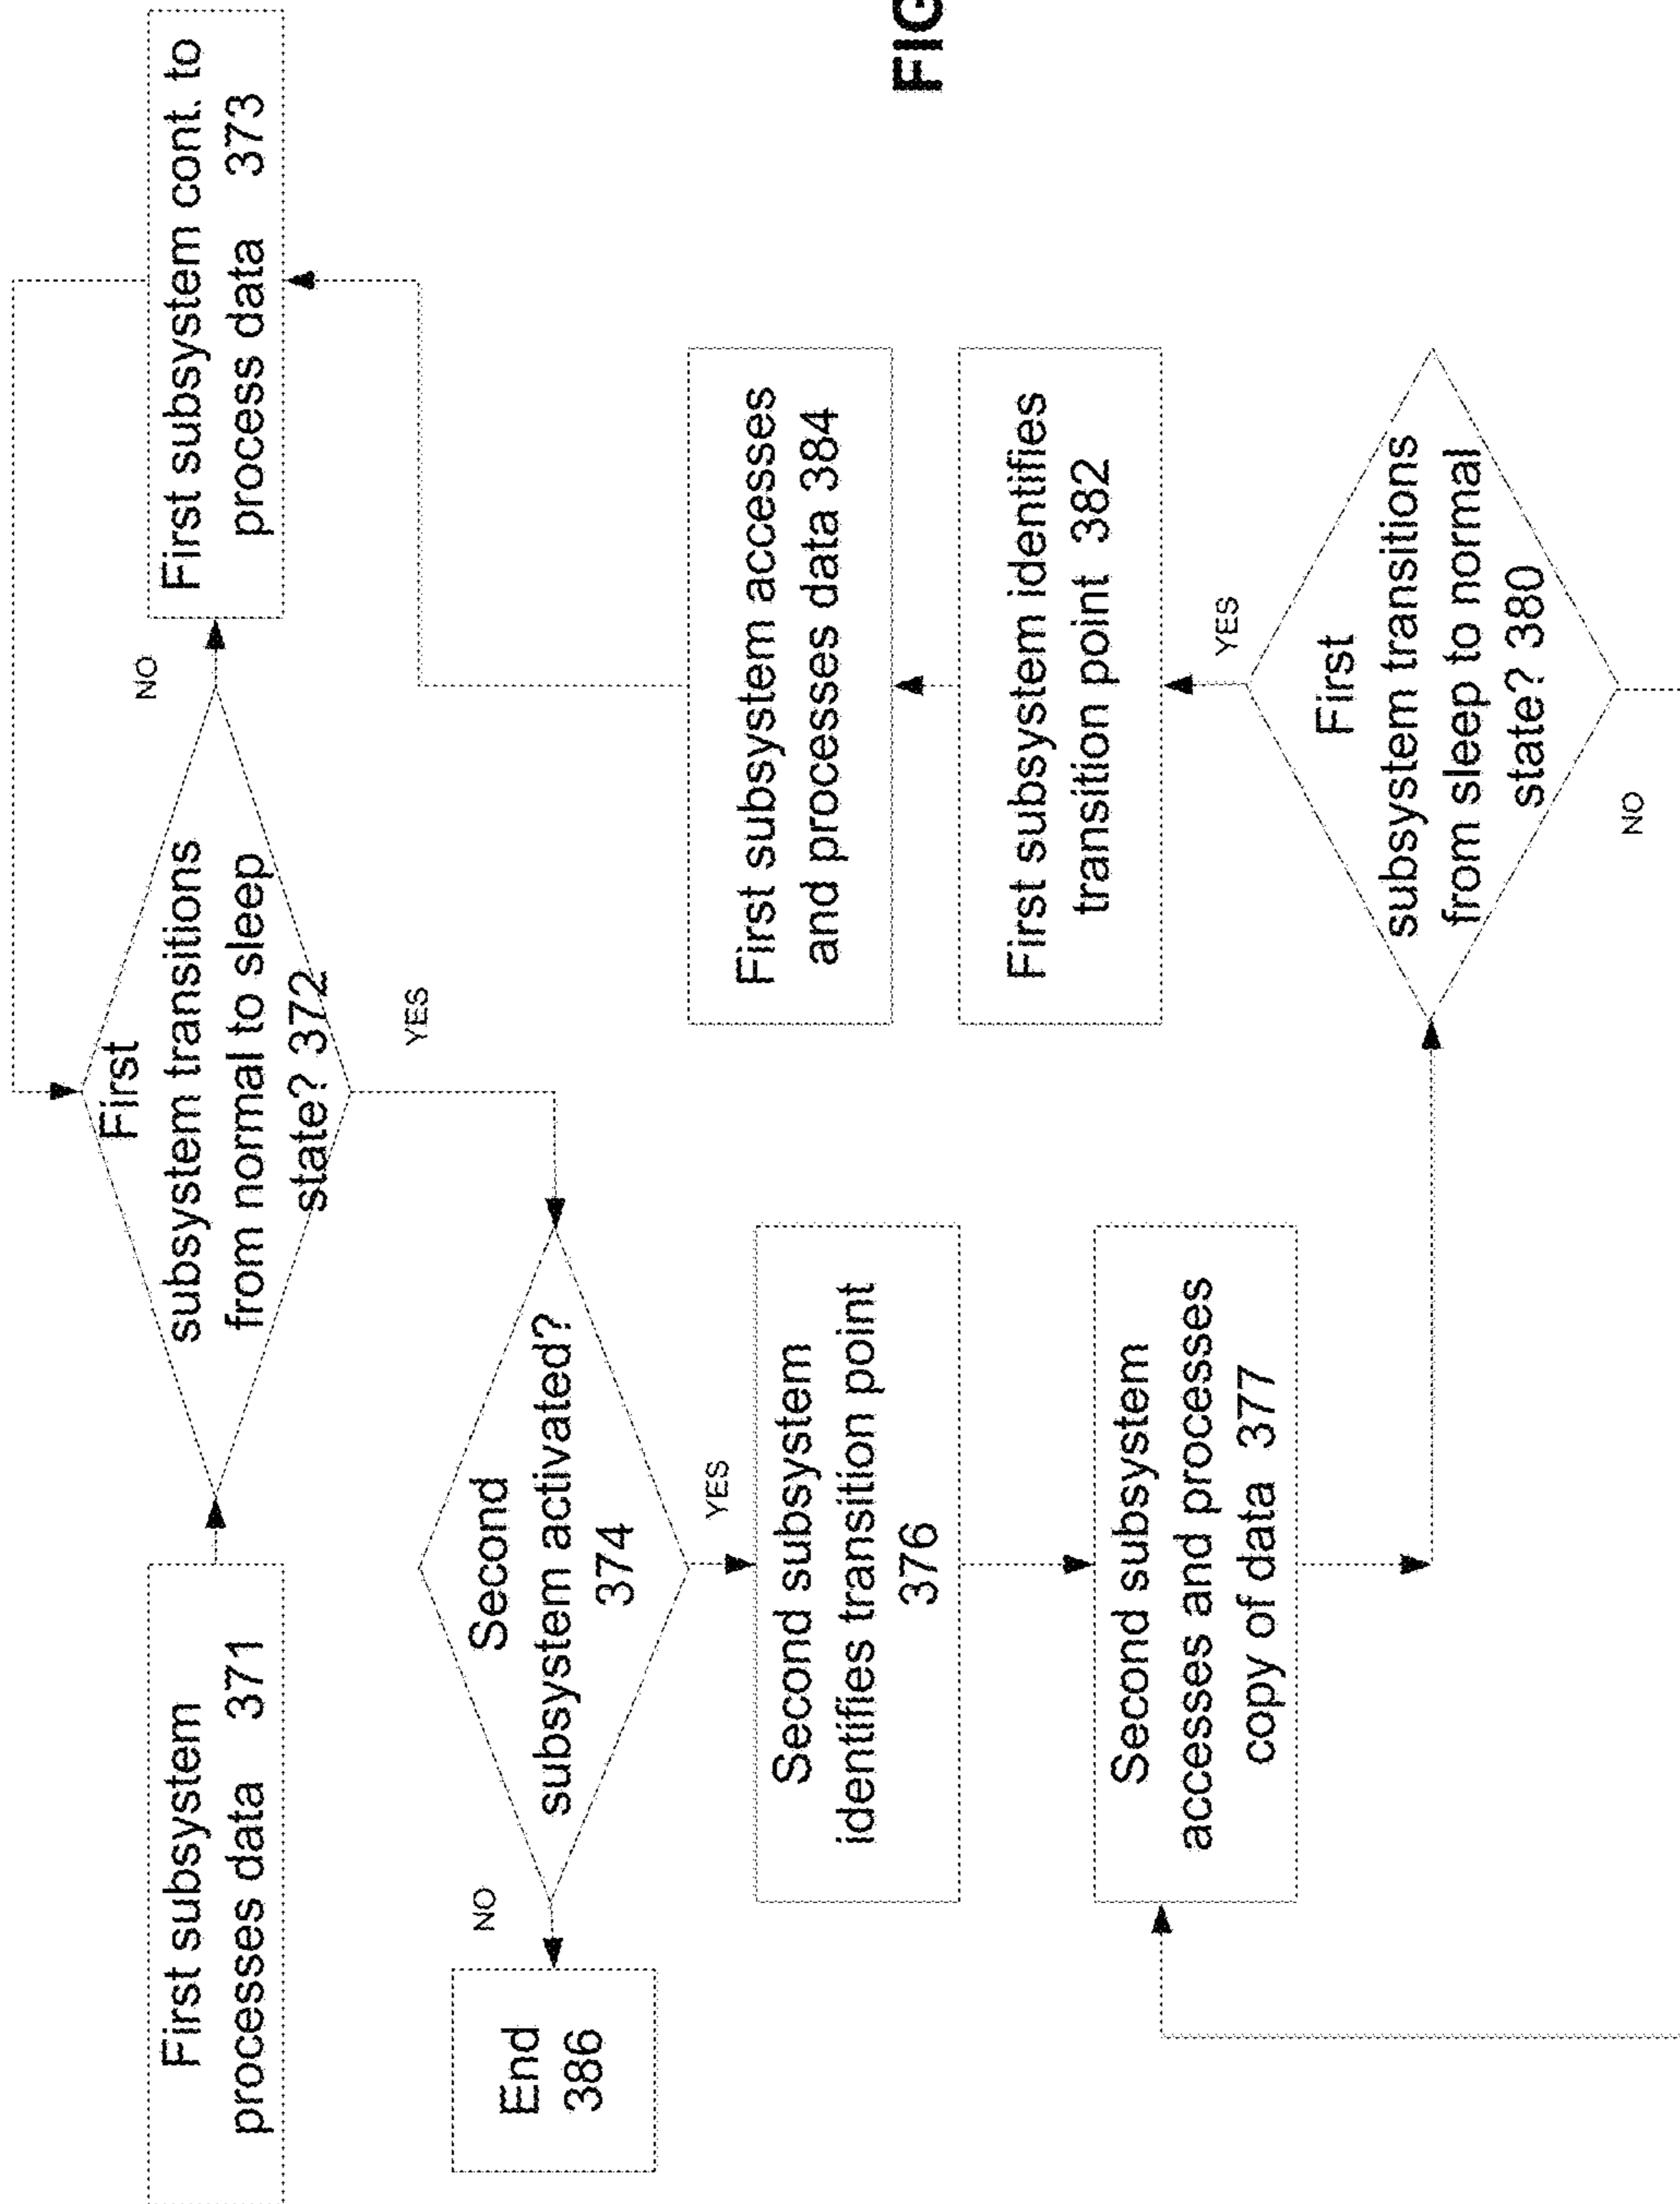 First subsystem
processes data 371
First
subsystem transitions
from normal to sleep
state? 372
NO
First subsystem cont. to
process data 373
YES
Second
subsystem activated?
374
NO
End
386
YES
Second subsystem
identifies transition point
376
Second subsystem
accesses and processes
copy of data 377
First
subsystem transitions
from sleep to normal
state? 380
NO
YES
First subsystem identifies
transition point 382
First subsystem accesses
and processes data 384
FIG